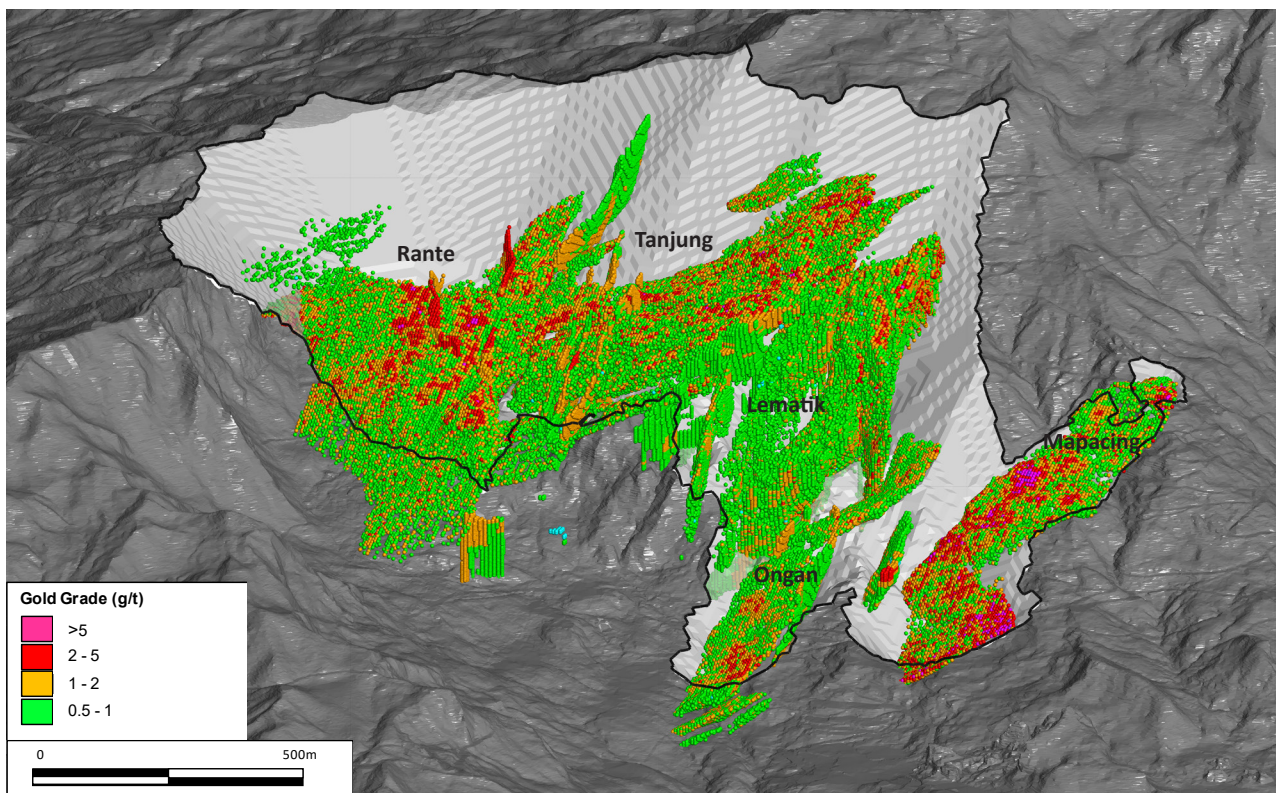 Rante
Tanjung
Lematik
Mapacing
Ongan
Gold Grade (g/t)
>5
2 - 5
1 - 2
0.5 - 1
0 500m